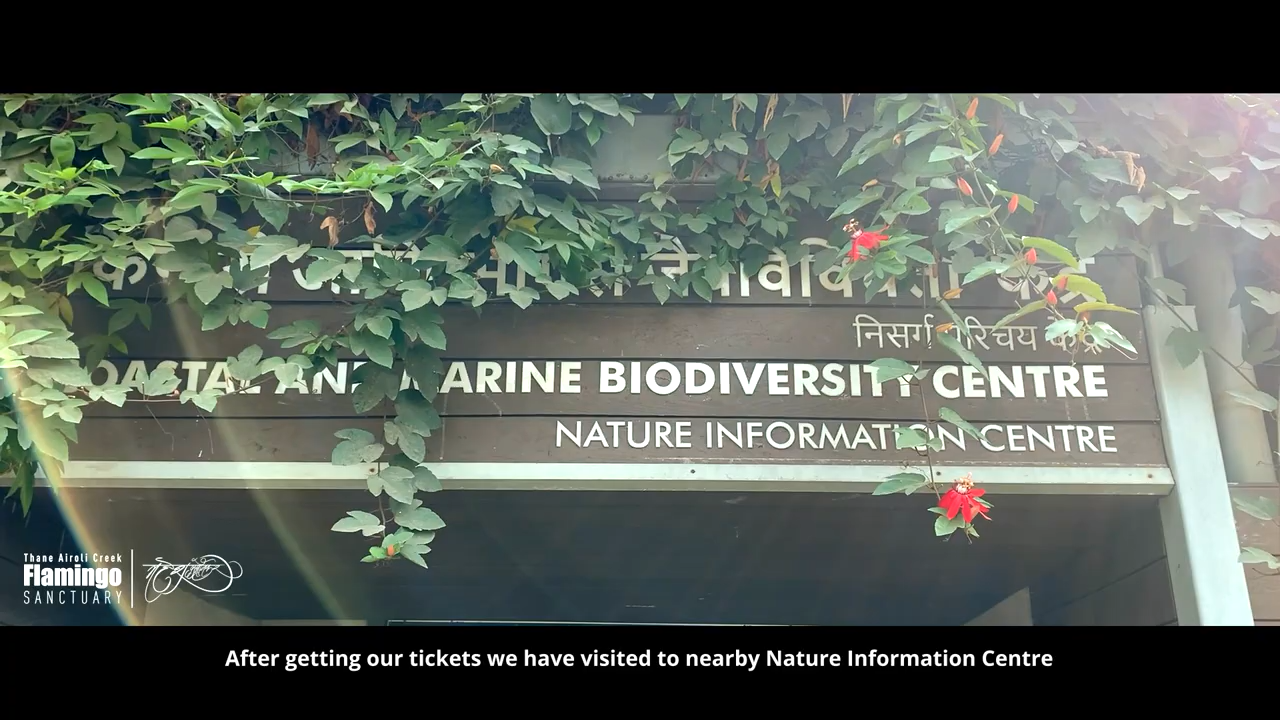 निसर्ग परिचय केंद्र
COASTAL AND MARINE BIODIVERSITY CENTRE
NATURE INFORMATION CENTRE
Thane Airoli Creek
Flamingo
SANCTUARY
After getting our tickets we have visited to nearby Nature Information Centre